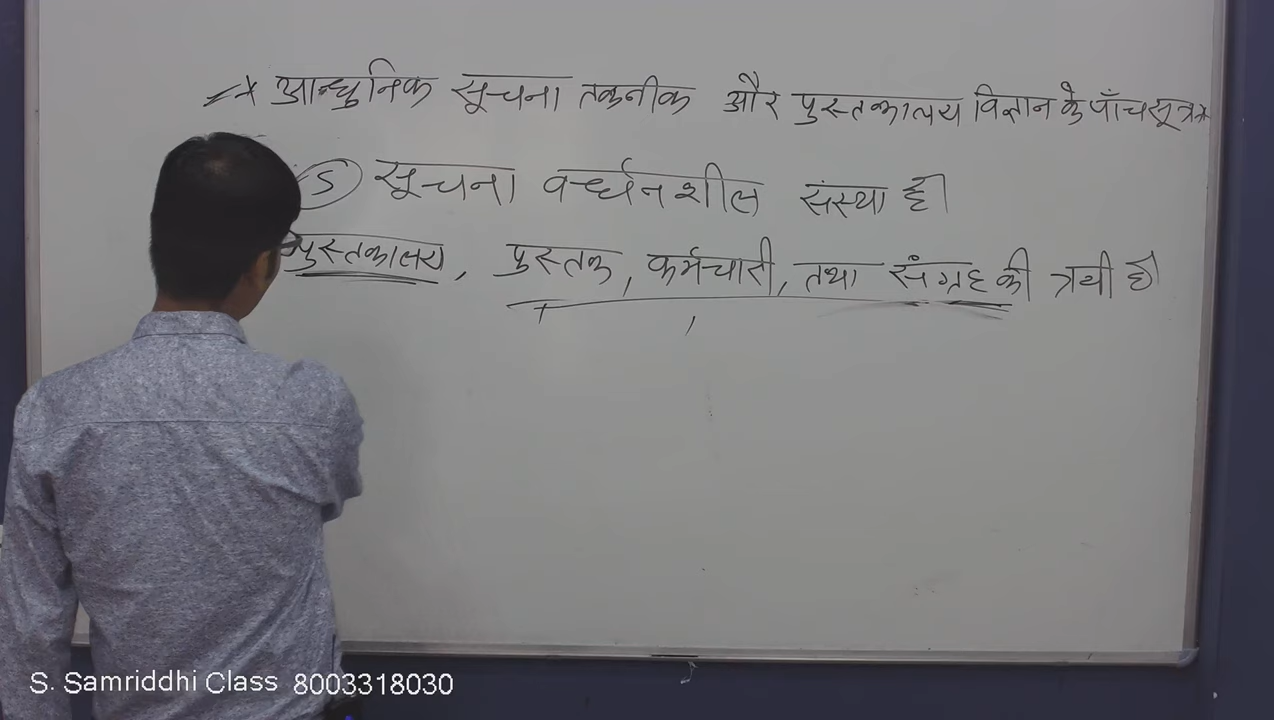 * आधुनिक सूचना तकनीक और पुस्तकालय विज्ञान के पाँच सूत्र *
5 सूचना वर्धनशील संस्था है
पुस्तकालय, पुस्तक, कर्मचारी, तथा संग्रह की त्रयी है
S. Samriddhi Class 8003318030